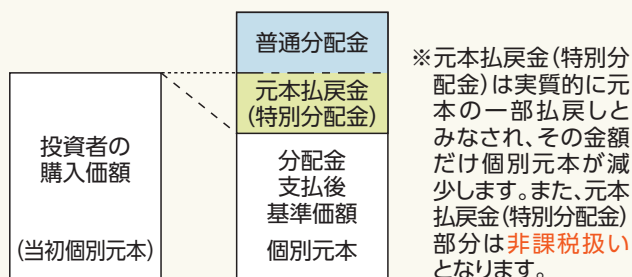 普通分配金
元本払戻金
(特別分配金)
投資者の
購入価額
(当初個別元本)
分配金
支払後
基準価額
個別元本
※元本払戻金(特別分
配金)は実質的に元
本の一部払戻しと
みなされ、その金額
だけ個別元本が減
少します。また、元本
払戻金(特別分配金)
部分は非課税扱い
となります。